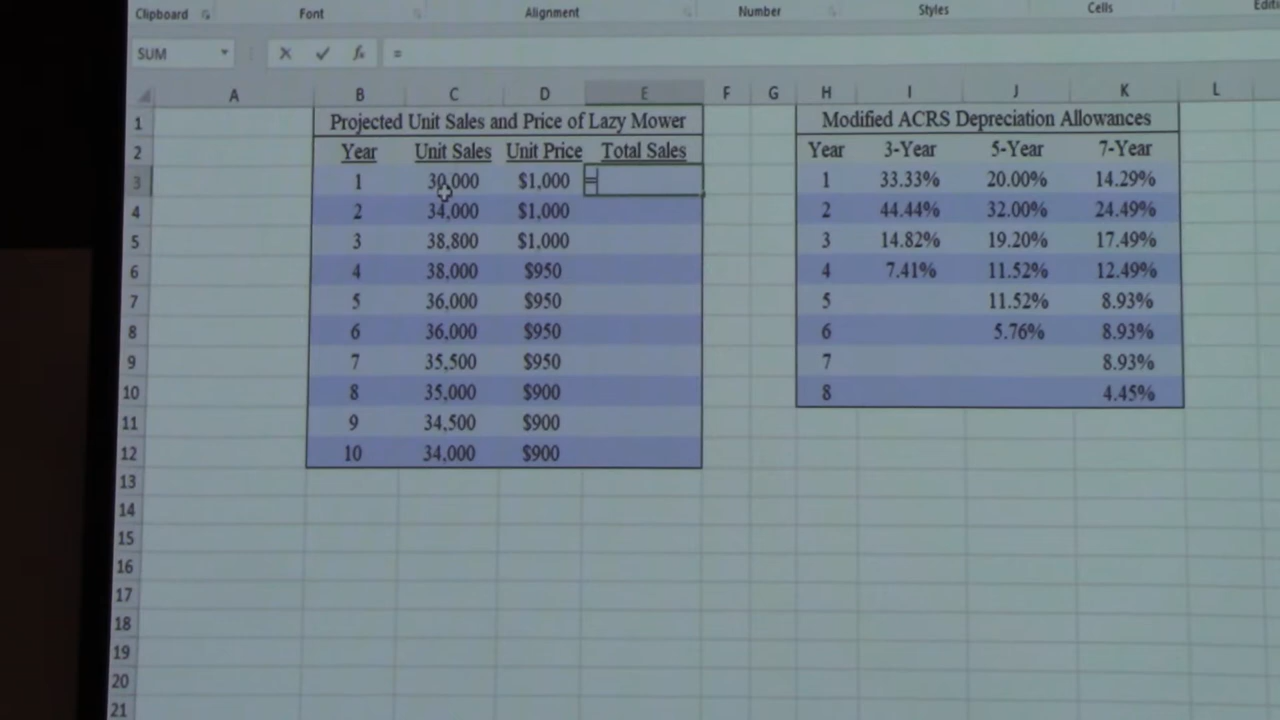 Clipboard Font Alignment Number Styles Cells
SUM fx =
A B C D E F G H I J K L
1 Projected Unit Sales and Price of Lazy Mower Modified ACRS Depreciation Allowances
2 Year Unit Sales Unit Price Total Sales Year 3-Year 5-Year 7-Year
3 1 30,000 $1,000 = 1 33.33% 20.00% 14.29%
4 2 34,000 $1,000 2 44.44% 32.00% 24.49%
5 3 38,800 $1,000 3 14.82% 19.20% 17.49%
6 4 38,000 $950 4 7.41% 11.52% 12.49%
7 5 36,000 $950 5 11.52% 8.93%
8 6 36,000 $950 6 5.76% 8.93%
9 7 35,500 $950 7 8.93%
10 8 35,000 $900 8 4.45%
11 9 34,500 $900
12 10 34,000 $900
13
14
15
16
17
18
19
20
21